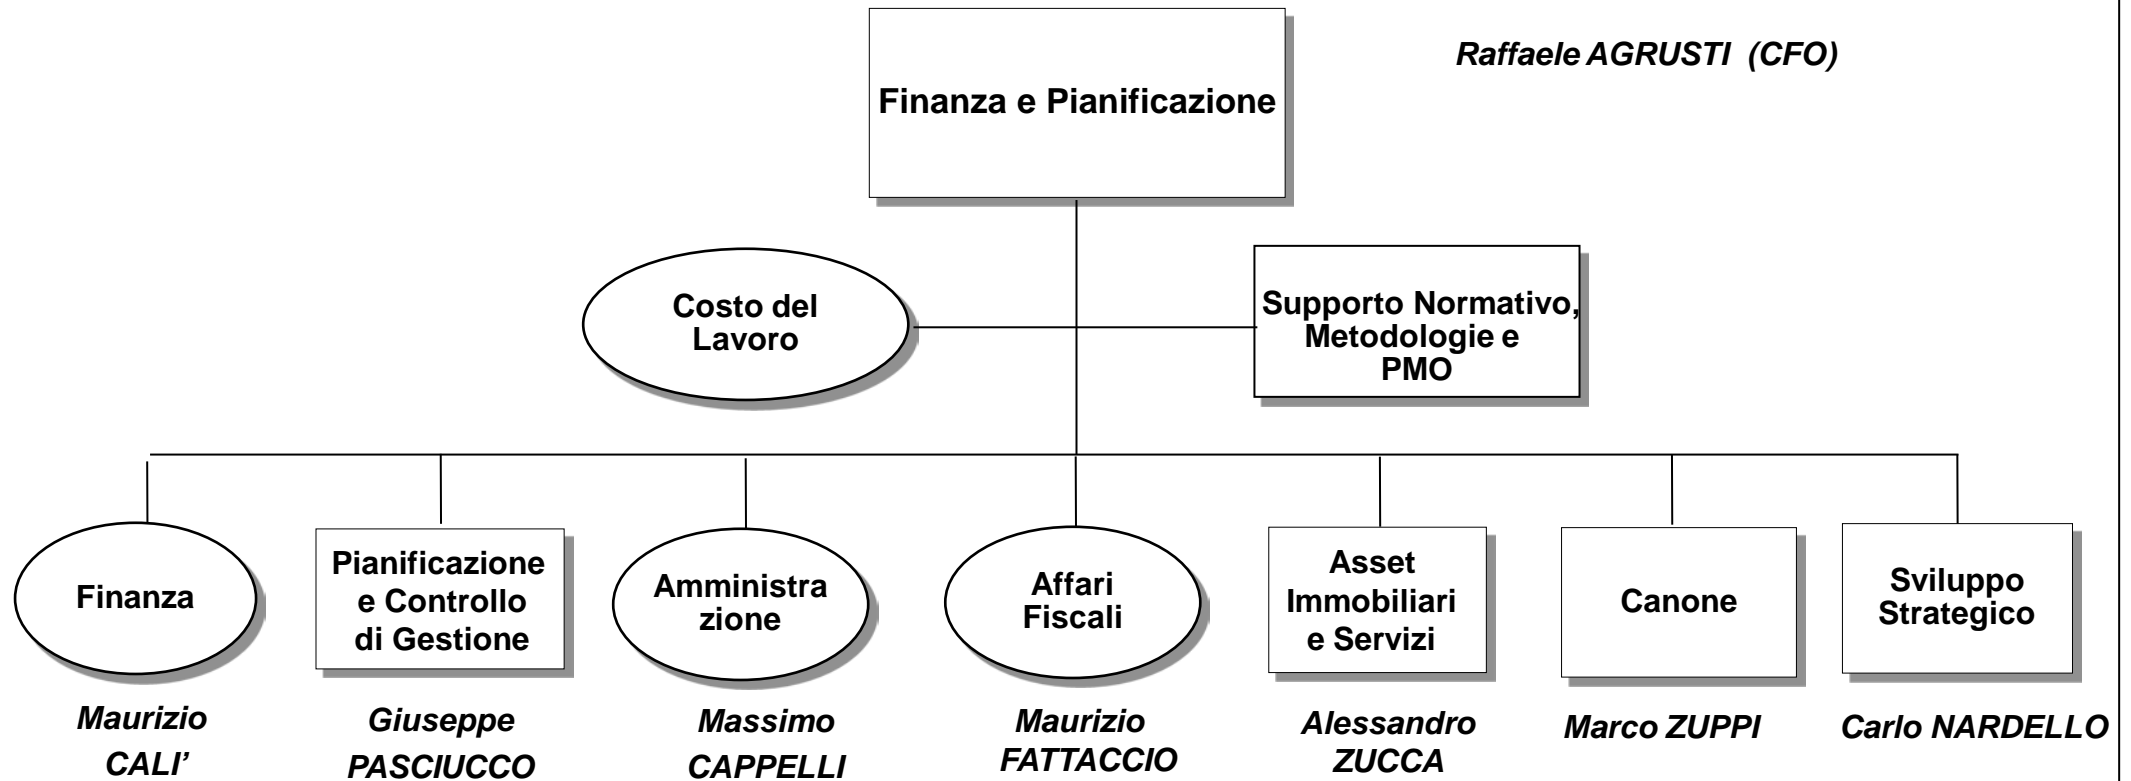 Raffaele AGRUSTI (CFO)
Finanza e Pianificazione
Costo del
Lavoro
Supporto Normativo,
Metodologie e
PMO
Finanza
Pianificazione
e Controllo
di Gestione
Amministra
zione
Affari
Fiscali
Asset
Immobiliari
e Servizi
Canone
Sviluppo
Strategico
Maurizio
CALI’
Giuseppe
PASCIUCCO
Massimo
CAPPELLI
Maurizio
FATTACCIO
Alessandro
ZUCCA
Marco ZUPPI
Carlo NARDELLO